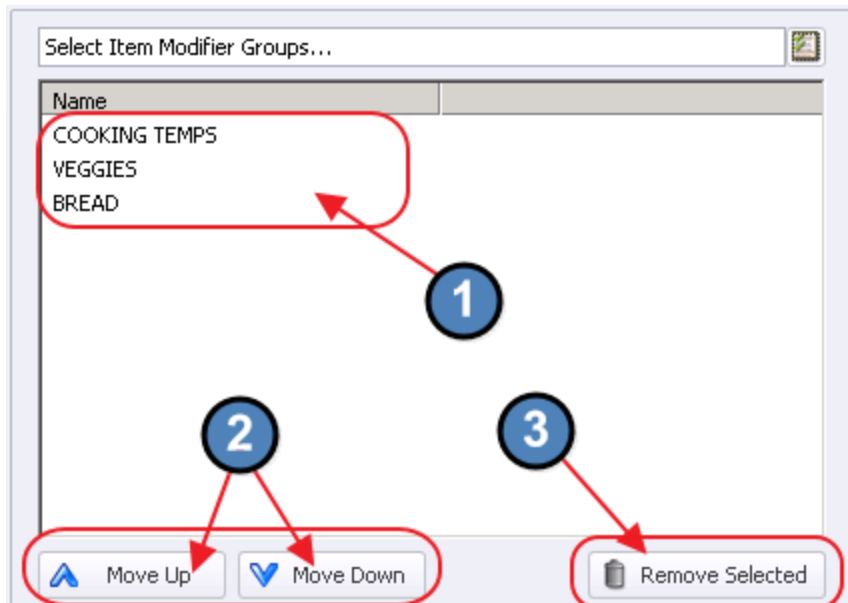 Select Item Modifier Groups...
Name
COOKING TEMPS
VEGGIES
BREAD
1
2
3
Move Up
Move Down
Remove Selected